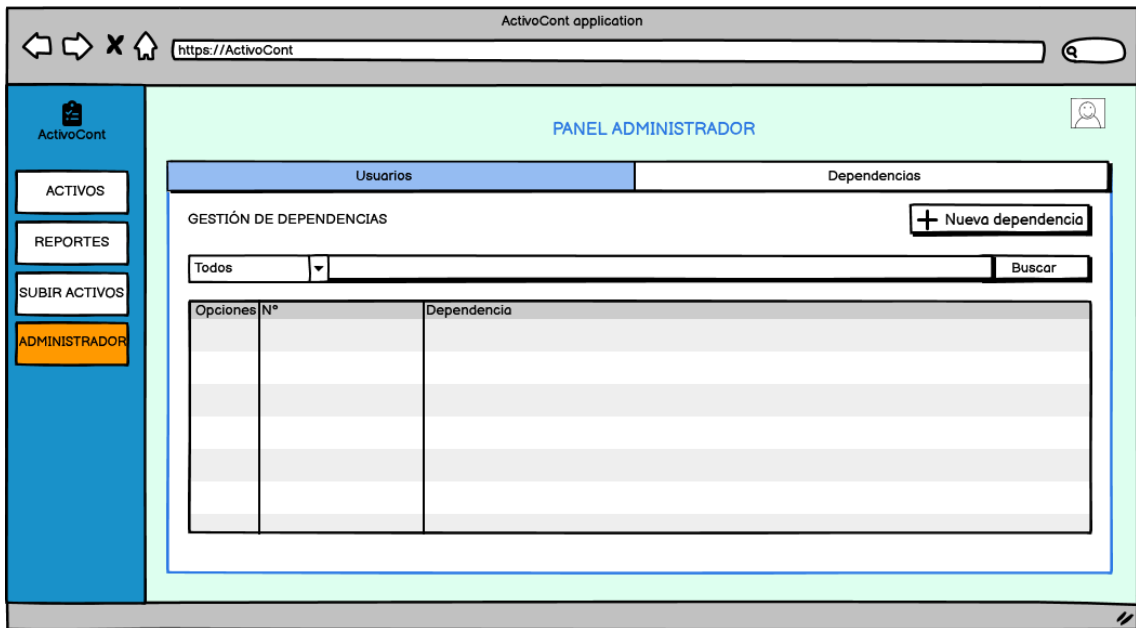 ActivoCont application
https://ActivoCont
ActivoCont
ACTIVOS
REPORTES
SUBIR ACTIVOS
ADMINISTRADOR
PANEL ADMINISTRADOR
Usuarios Dependencias
GESTIÓN DE DEPENDENCIAS
Nueva dependencia
Todos Buscar
Opciones N° Dependencia